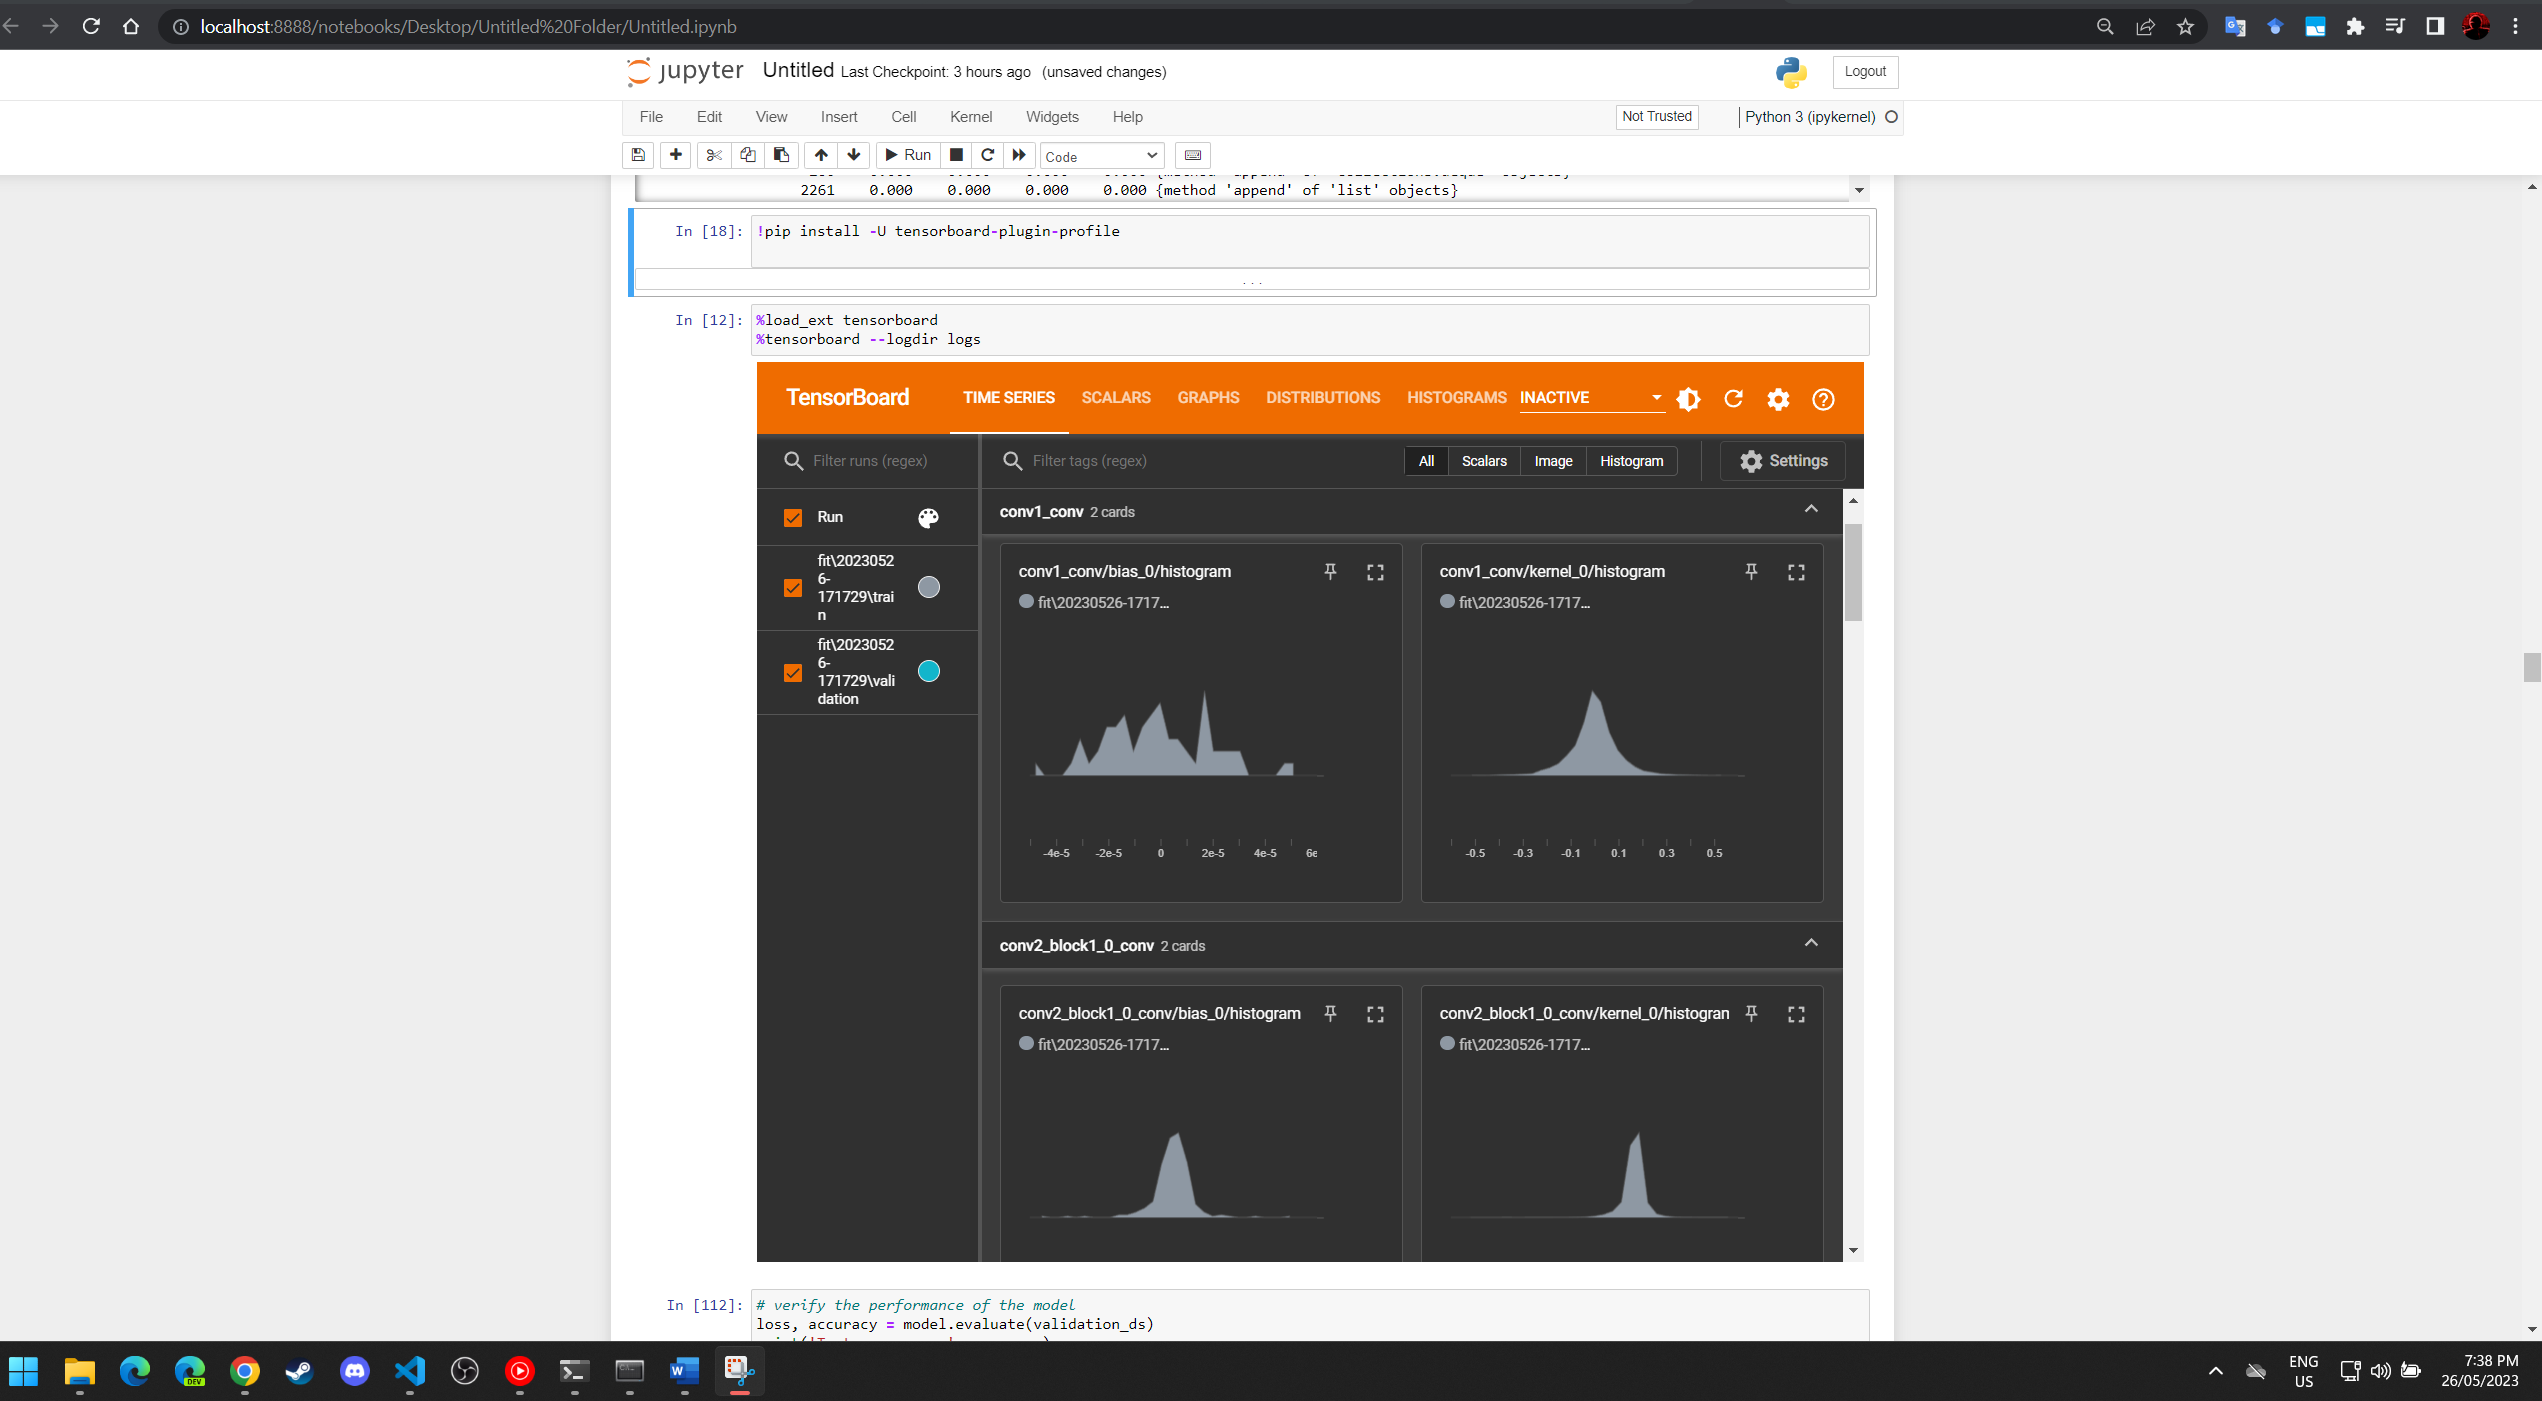 localhost:8888/notebooks/Desktop/Untitled%20Folder/Untitled.ipynb
jupyter Untitled Last Checkpoint: 3 hours ago (unsaved changes)
Logout
File Edit View Insert Cell Kernel Widgets Help
Not Trusted
Python 3 (ipykernel)
Run
Code
2261 0.000 0.000 0.000 0.000 {method 'append' of 'list' objects}
In [18]: !pip install -U tensorboard-plugin-profile
...
In [12]: %load_ext tensorboard
%tensorboard --logdir logs
TensorBoard TIME SERIES SCALARS GRAPHS DISTRIBUTIONS HISTOGRAMS INACTIVE
Filter runs (regex)
Filter tags (regex)
All Scalars Image Histogram
Settings
Run
fit\2023052
6-
171729\trai
n
fit\2023052
6-
171729\vali
dation
conv1_conv 2 cards
conv1_conv/bias_0/histogram
fit\20230526-1717...
-4e-5 -2e-5 0 2e-5 4e-5 6e
conv1_conv/kernel_0/histogram
fit\20230526-1717...
-0.5 -0.3 -0.1 0.1 0.3 0.5
conv2_block1_0_conv 2 cards
conv2_block1_0_conv/bias_0/histogram
fit\20230526-1717...
conv2_block1_0_conv/kernel_0/histogran
fit\20230526-1717...
In [112]: # verify the performance of the model
loss, accuracy = model.evaluate(validation_ds)
DEV
ENG
US
7:38 PM
26/05/2023